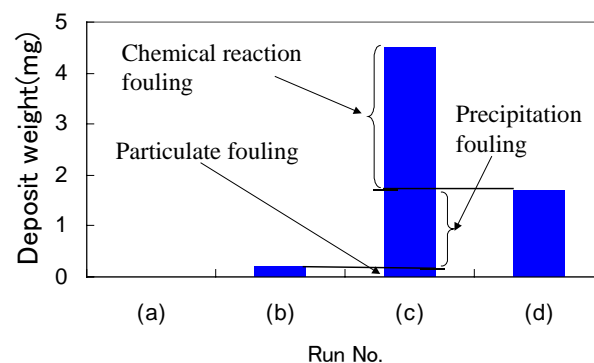 Deposit weight(mg)
5
4
3
2
1
0
Chemical reaction
fouling
Particulate fouling
Precipitation
fouling
(a) (b) (c) (d)
Run No.